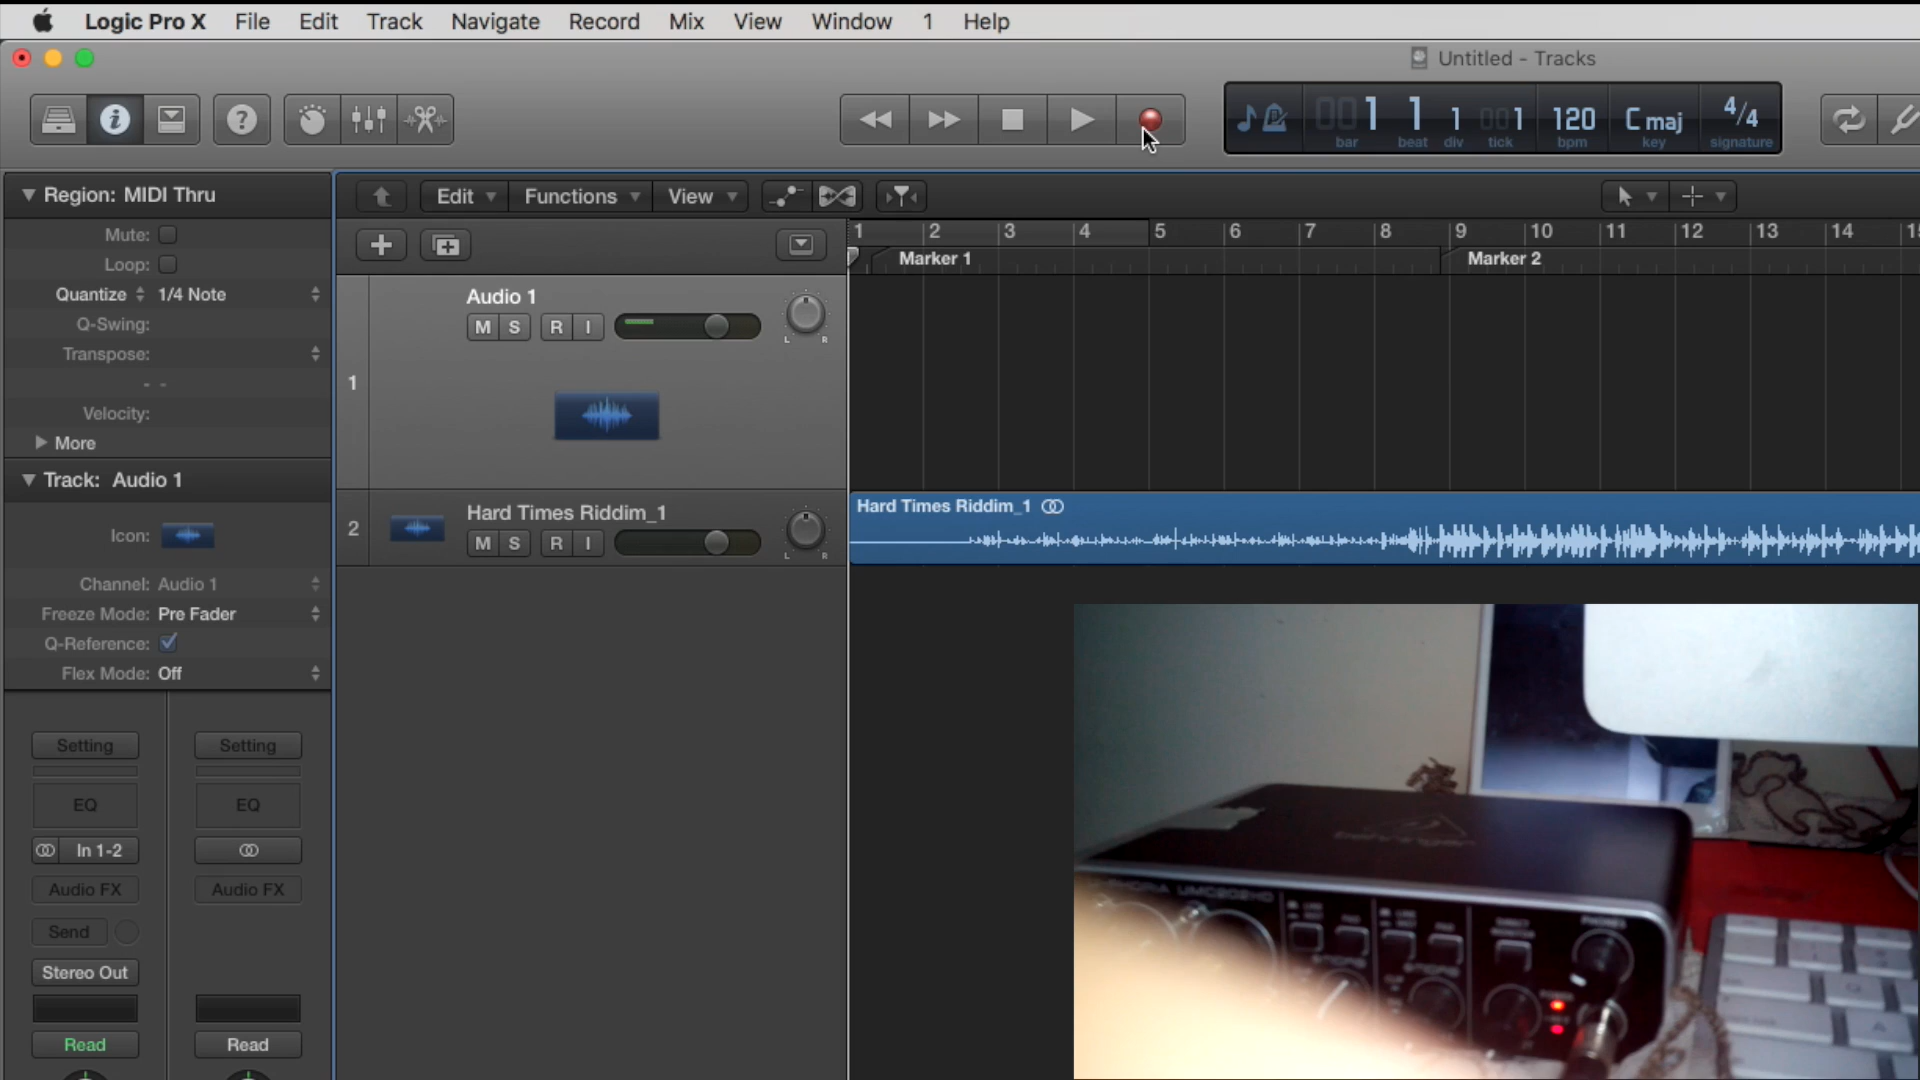 Logic Pro X File Edit Track Navigate Record Mix View Window 1 Help
Untitled - Tracks
001 1 1 001 120 C maj 4/4
bar beat div tick bpm key signature
Region: MIDI Thru
Mute:
Loop:
Quantize 1/4 Note
Q-Swing:
Transpose:
- -
Velocity:
More
Track: Audio 1
Icon:
Channel: Audio 1
Freeze Mode: Pre Fader
Q-Reference:
Flex Mode: Off
Setting Setting
EQ EQ
In 1-2
Audio FX Audio FX
Send
Stereo Out
Read Read
Edit Functions View
1 2 3 4 5 6 7 8 9 10 11 12 13 14
Marker 1 Marker 2
1
Audio 1
M S R I
L R
2
Hard Times Riddim_1
M S R I
L R
Hard Times Riddim_1
UMC202HD